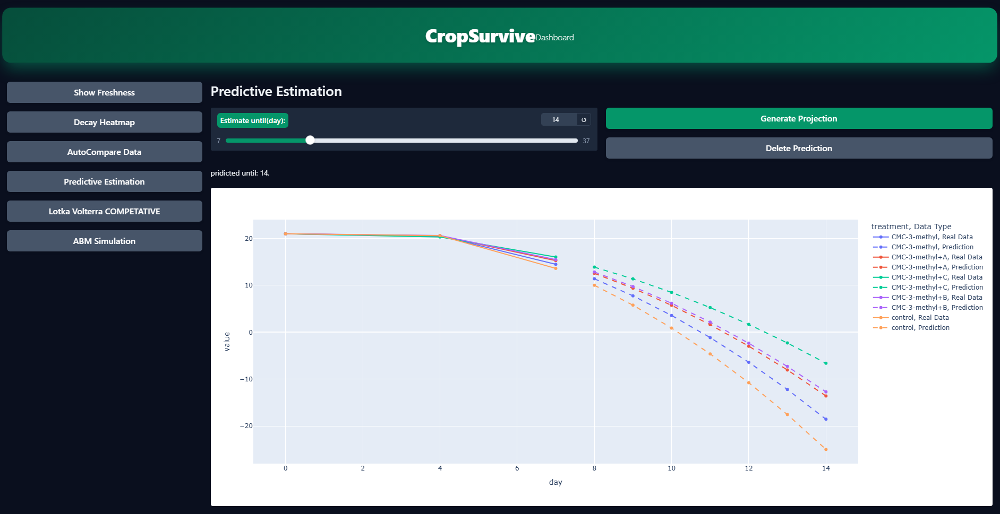 CropSurvive Dashboard
Show Freshness
Decay Heatmap
AutoCompare Data
Predictive Estimation
Lotka Volterra COMPETATIVE
ABM Simulation
Predictive Estimation
Estimate until(day):
14
↺
7
37
Generate Projection
Delete Prediction
pridicted until: 14.
20
10
0
−10
−20
value
0
2
4
6
8
10
12
14
day
treatment, Data Type
CMC-3-methyl, Real Data
CMC-3-methyl, Prediction
CMC-3-methyl+A, Real Data
CMC-3-methyl+A, Prediction
CMC-3-methyl+C, Real Data
CMC-3-methyl+C, Prediction
CMC-3-methyl+B, Real Data
CMC-3-methyl+B, Prediction
control, Real Data
control, Prediction